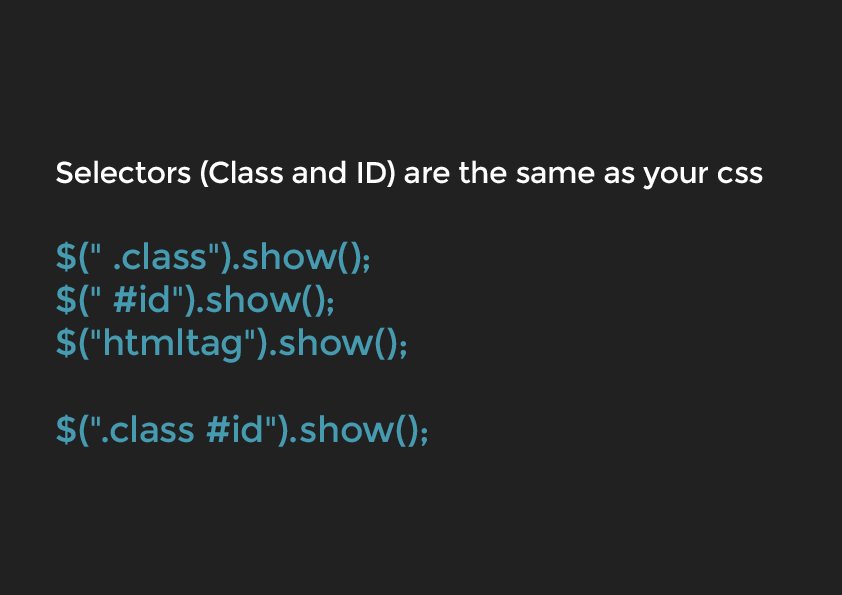 Selectors (Class and ID) are the same as your css
$(" .class").show();
$(" #id").show();
$("htmltag").show();
$(".class #id").show();